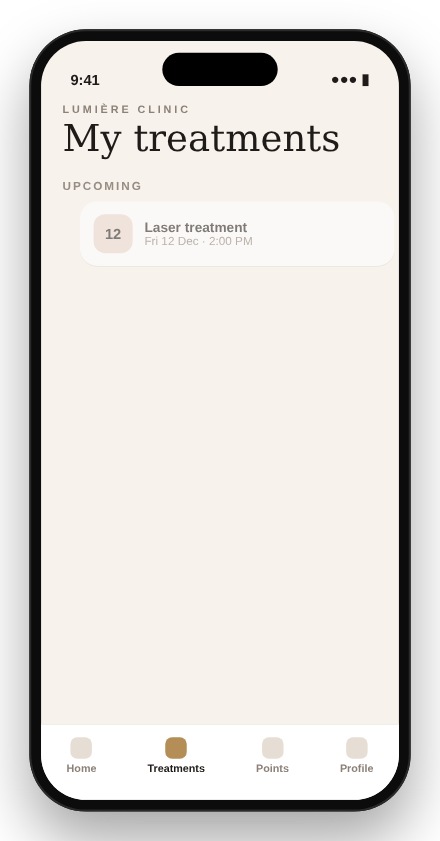 9:41
LUMIÈRE CLINIC
My treatments
UPCOMING
12
Laser treatment
Fri 12 Dec · 2:00 PM
Home
Treatments
Points
Profile